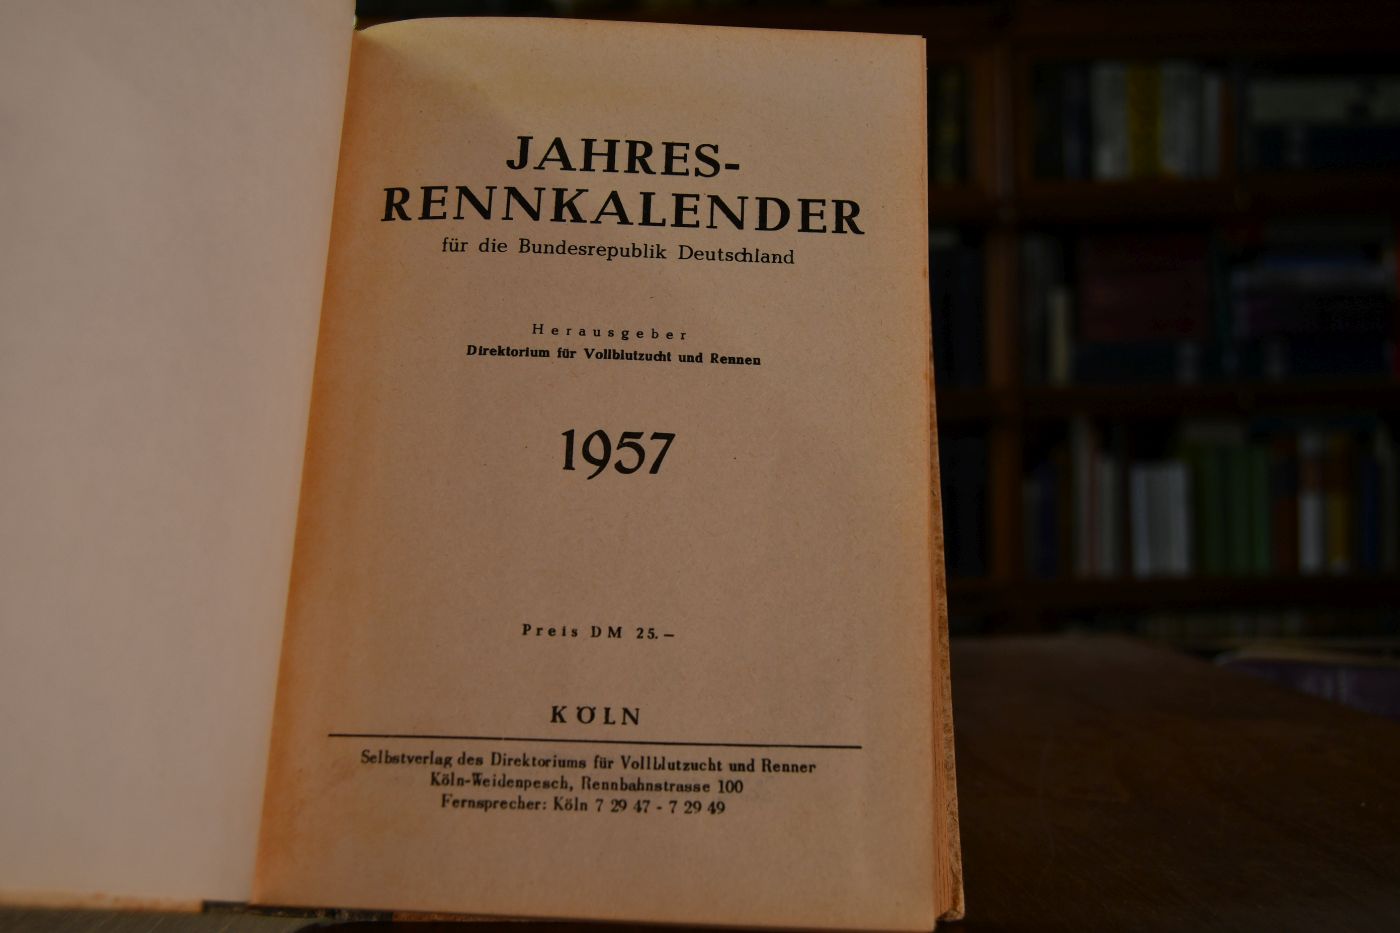 JAHRES-
RENNKALENDER
für die Bundesrepublik Deutschland
Herausgeber
Direktorium für Vollblutzucht und Rennen
1957
Preis DM 25.—
KÖLN
Selbstverlag des Direktoriums für Vollblutzucht und Renner
Köln-Weidenpesch, Rennbahnstrasse 100
Fernsprecher: Köln 7 29 47 - 7 29 49